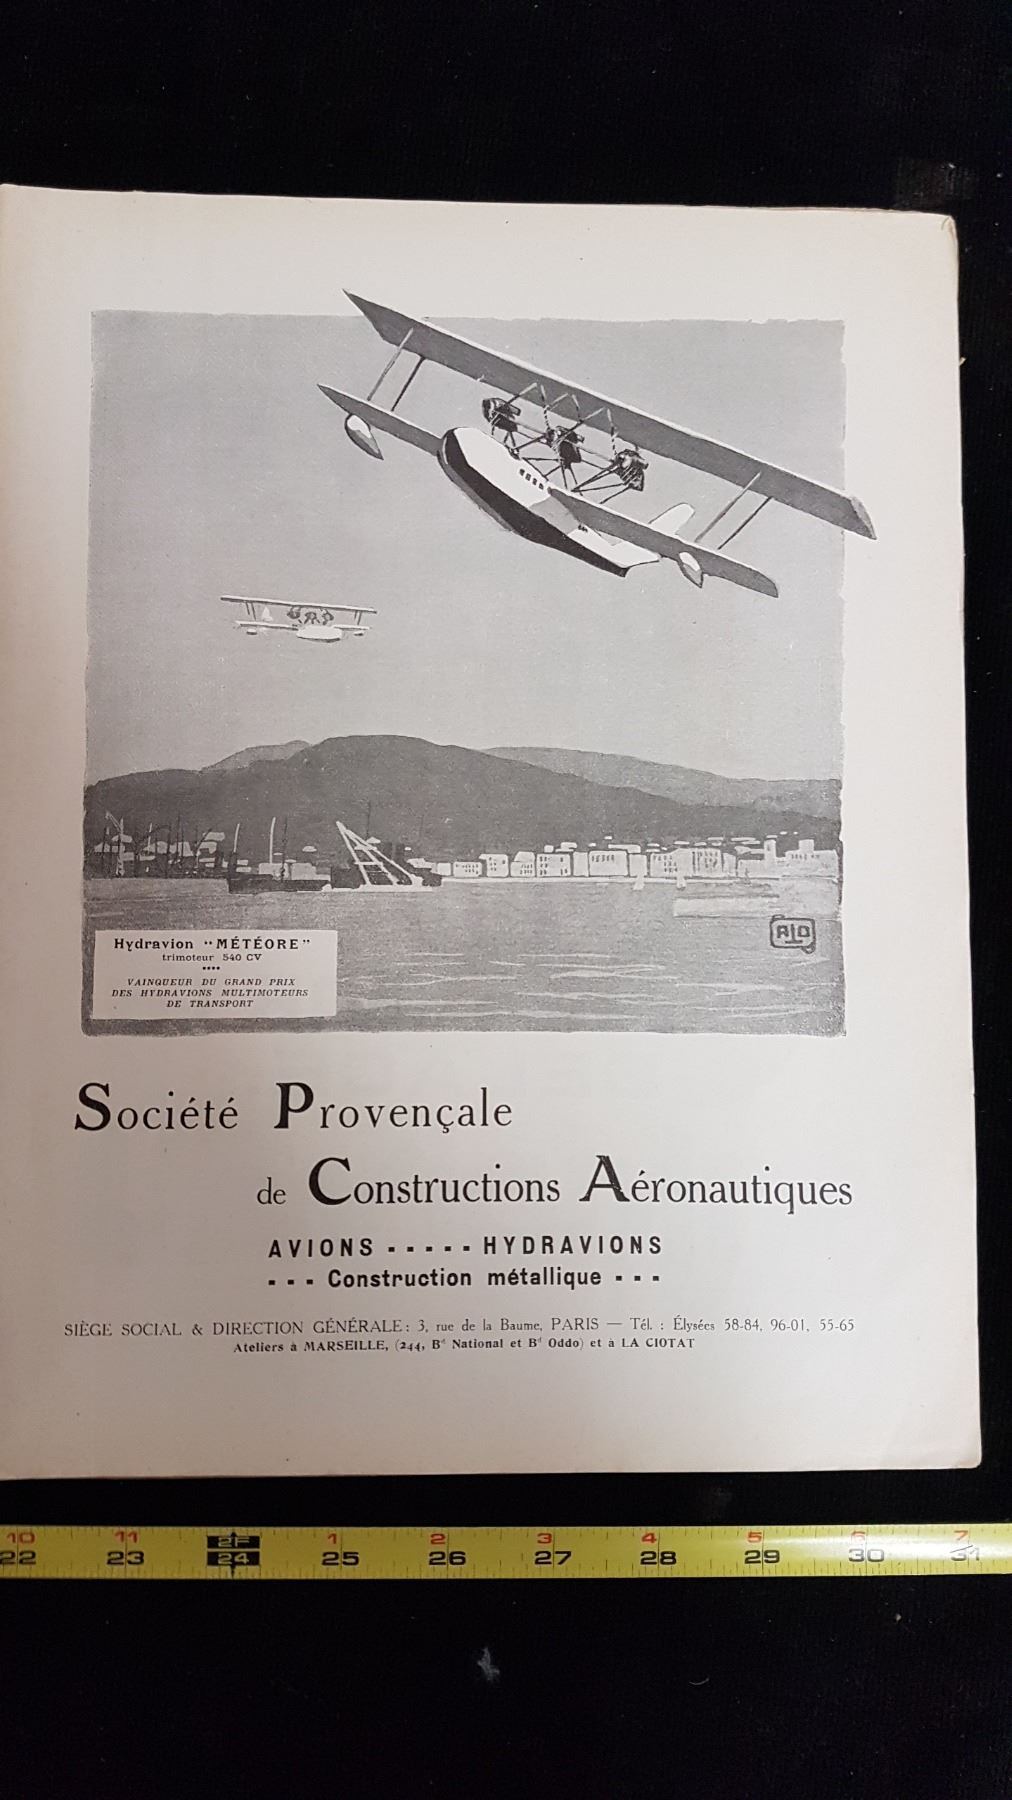 ALO
Hydravion "MÉTÉORE"
trimoteur 540 CV
VAINQUEUR DU GRAND PRIX
DES HYDRAVIONS MULTIMOTEURS
DE TRANSPORT
Société Provençale
de Constructions Aéronautiques
AVIONS ----- HYDRAVIONS
--- Construction métallique ---
SIÈGE SOCIAL & DIRECTION GÉNÉRALE: 3, rue de la Baume, PARIS — Tél. : Élysées 58-84, 96-01, 55-65
Ateliers à MARSEILLE, (244, Bd National et Bd Oddo) et à LA CIOTAT
10 11 2F 1 2 3 4 5 6 7
22 23 24 25 26 27 28 29 30 31